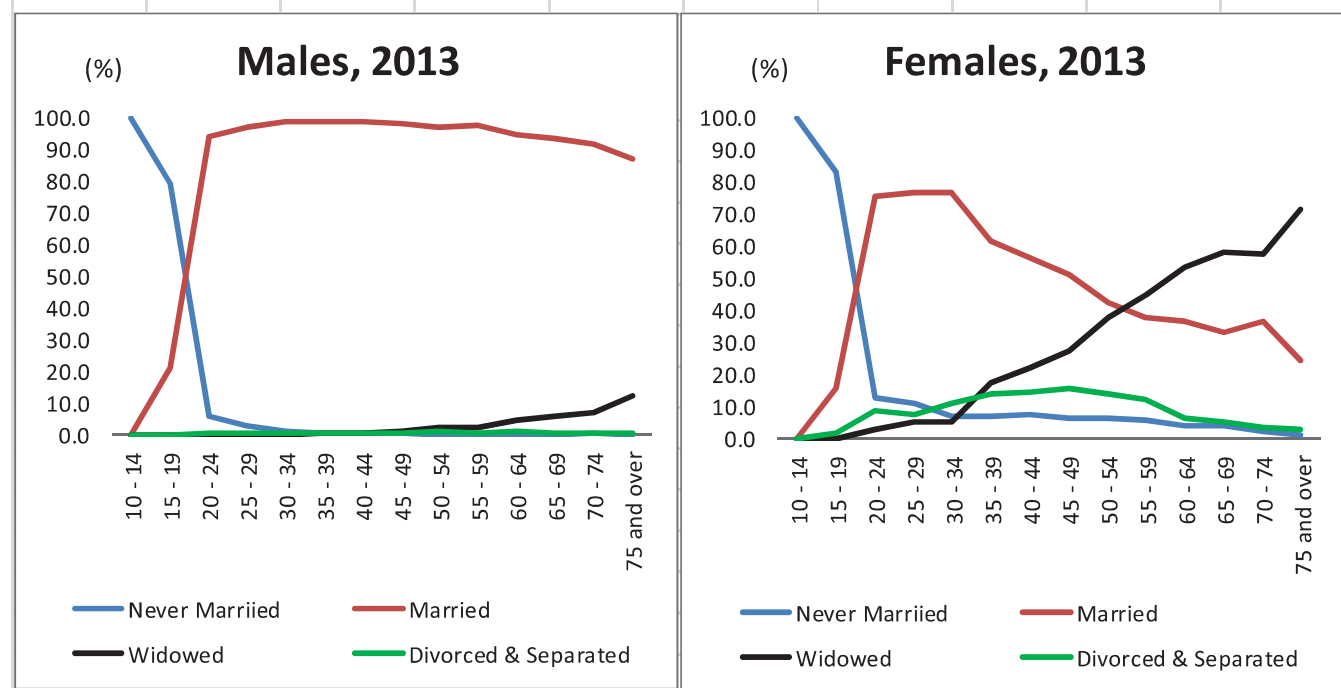 Males, 2013
(%)
100.0
90.0
80.0
70.0
60.0
50.0
40.0
30.0
20.0
10.0
0.0
10 - 14
15 - 19
20 - 24
25 - 29
30 - 34
35 - 39
40 - 44
45 - 49
50 - 54
55 - 59
60 - 64
65 - 69
70 - 74
75 and over
Never Marriied
Married
Widowed
Divorced & Separated
Females, 2013
(%)
100.0
90.0
80.0
70.0
60.0
50.0
40.0
30.0
20.0
10.0
0.0
10 - 14
15 - 19
20 - 24
25 - 29
30 - 34
35 - 39
40 - 44
45 - 49
50 - 54
55 - 59
60 - 64
65 - 69
70 - 74
75 and over
Never Marriied
Married
Widowed
Divorced & Separated